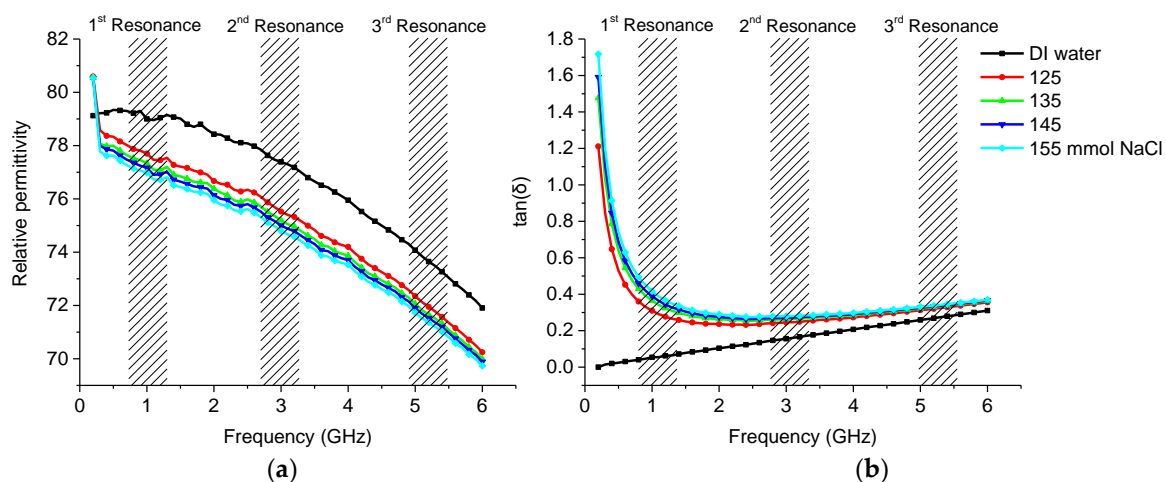 (a)
1st Resonance 2nd Resonance 3rd Resonance
82
80
78
76
74
72
70
Relative permittivity
0 1 2 3 4 5 6
Frequency (GHz)
(b)
1st Resonance 2nd Resonance 3rd Resonance
1.8
1.6
1.4
1.2
1.0
0.8
0.6
0.4
0.2
0.0
tan(δ)
0 1 2 3 4 5 6
Frequency (GHz)
DI water
125
135
145
155 mmol NaCl